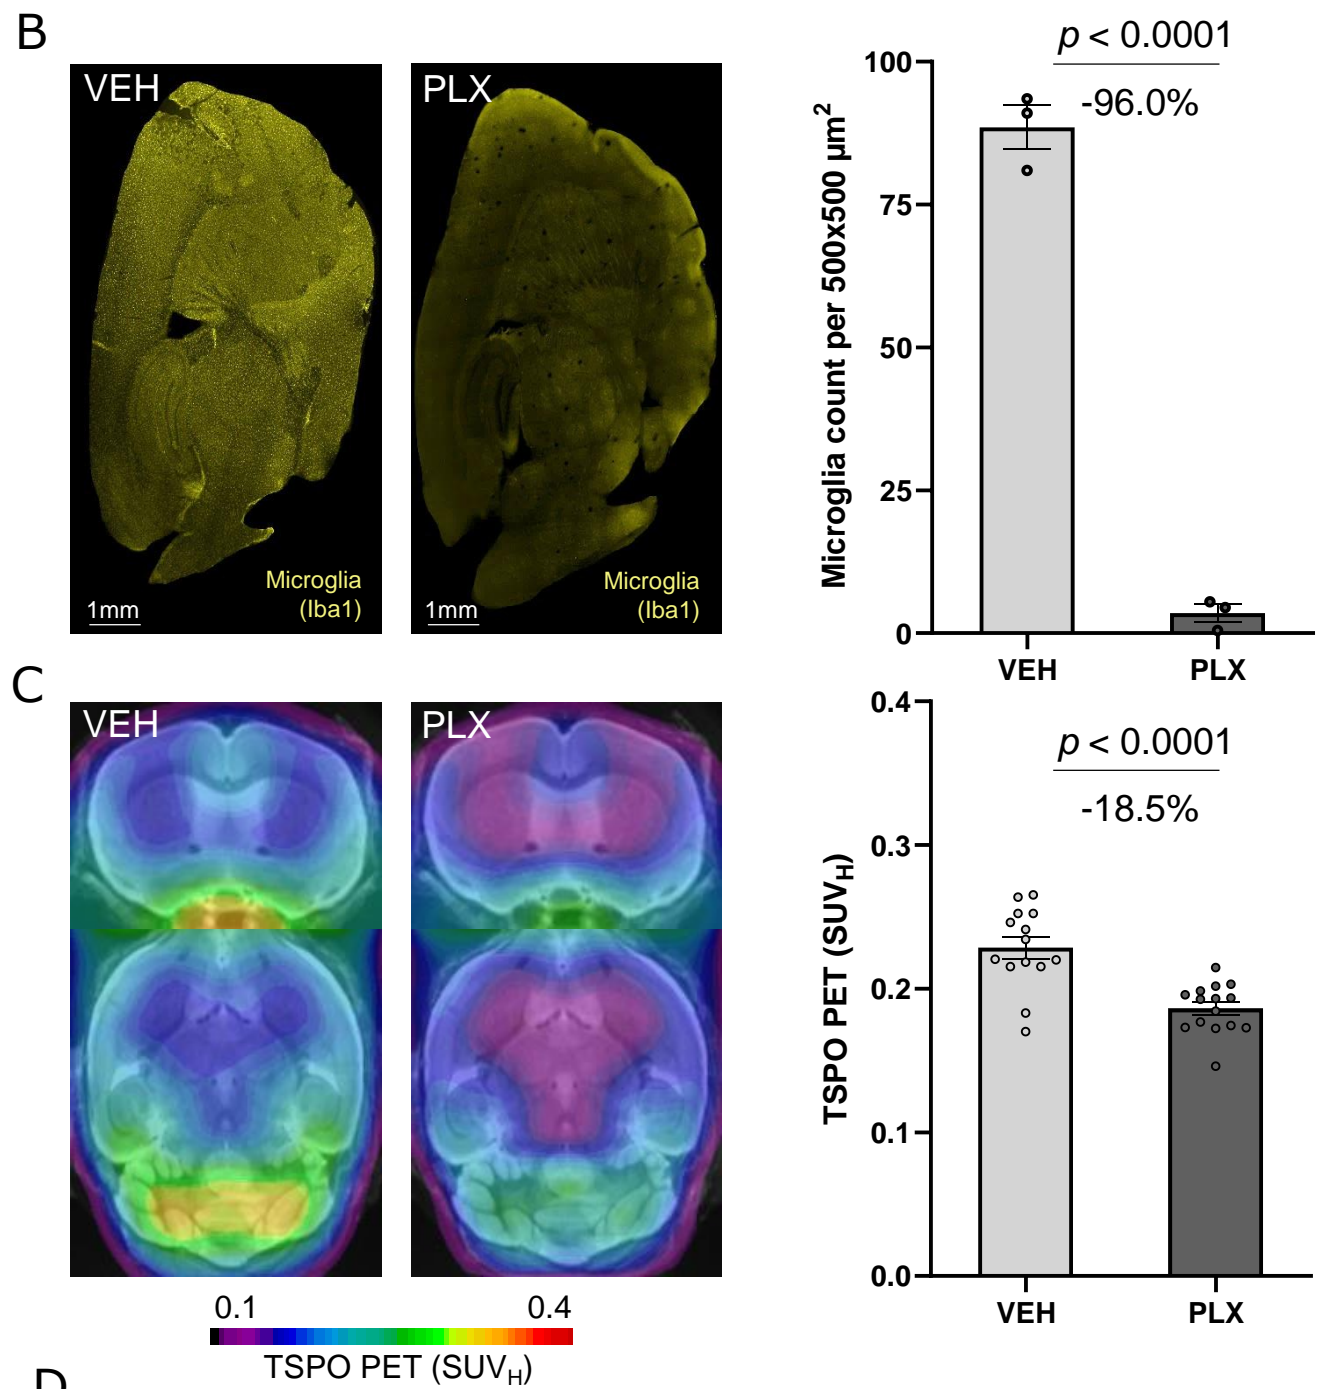 B
VEH
Microglia
(Iba1)
1mm
PLX
Microglia
(Iba1)
1mm
p < 0.0001
-96.0%
Microglia count per 500x500 µm²
100
75
50
25
0
VEH
PLX
C
VEH
PLX
0.1
0.4
TSPO PET (SUVH)
p < 0.0001
-18.5%
TSPO PET (SUVH)
0.4
0.3
0.2
0.1
0.0
VEH
PLX
D